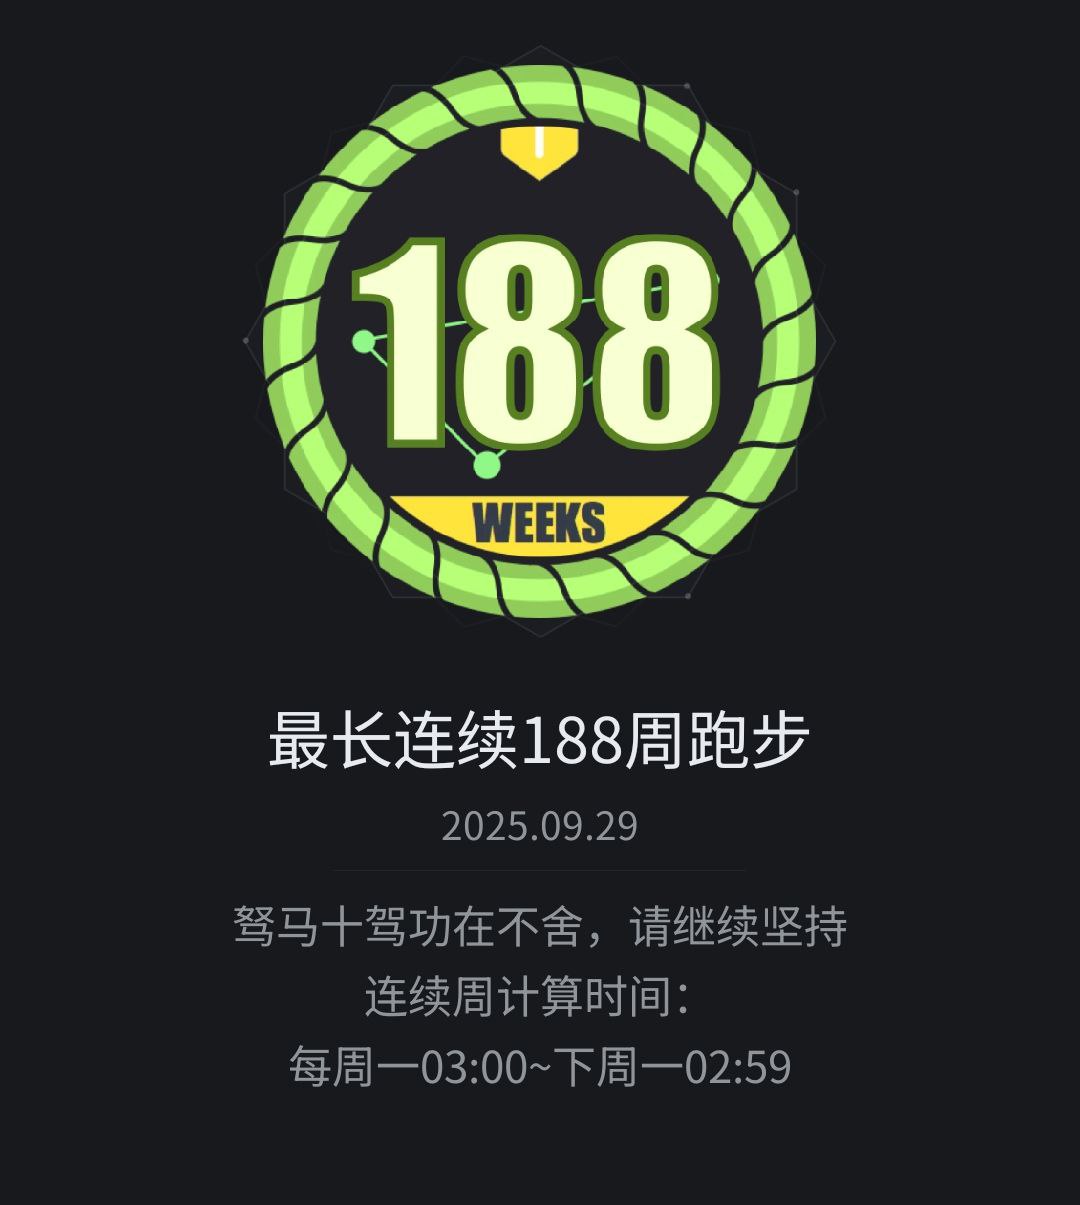 188
WEEKS
最长连续188周跑步
2025.09.29
驽马十驾功在不舍，请继续坚持
连续周计算时间：
每周一03:00~下周一02:59